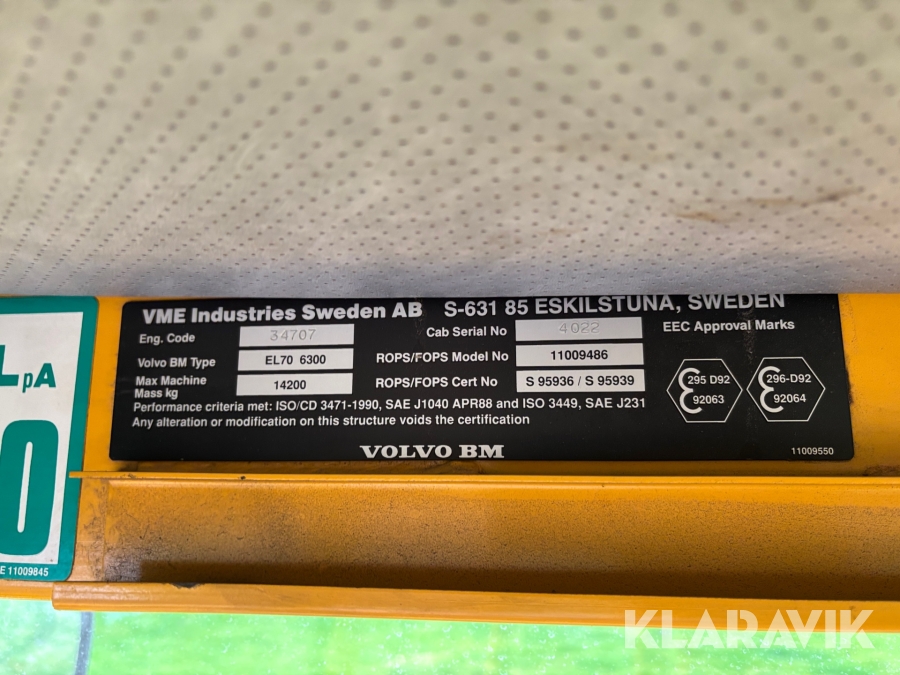 VME Industries Sweden AB S-631 85 ESKILSTUNA, SWEDEN
Eng. Code 34707 Cab Serial No 4022 EEC Approval Marks
Volvo BM Type EL70 6300 ROPS/FOPS Model No 11009486
Max Machine Mass kg 14200 ROPS/FOPS Cert No S 95936 / S 95939
295 D92
92063
296-D92
92064
Performance criteria met: ISO/CD 3471-1990, SAE J1040 APR88 and ISO 3449, SAE J231
Any alteration or modification on this structure voids the certification
VOLVO BM
11009550
LpA
0
E 11009845
KLARAVIK